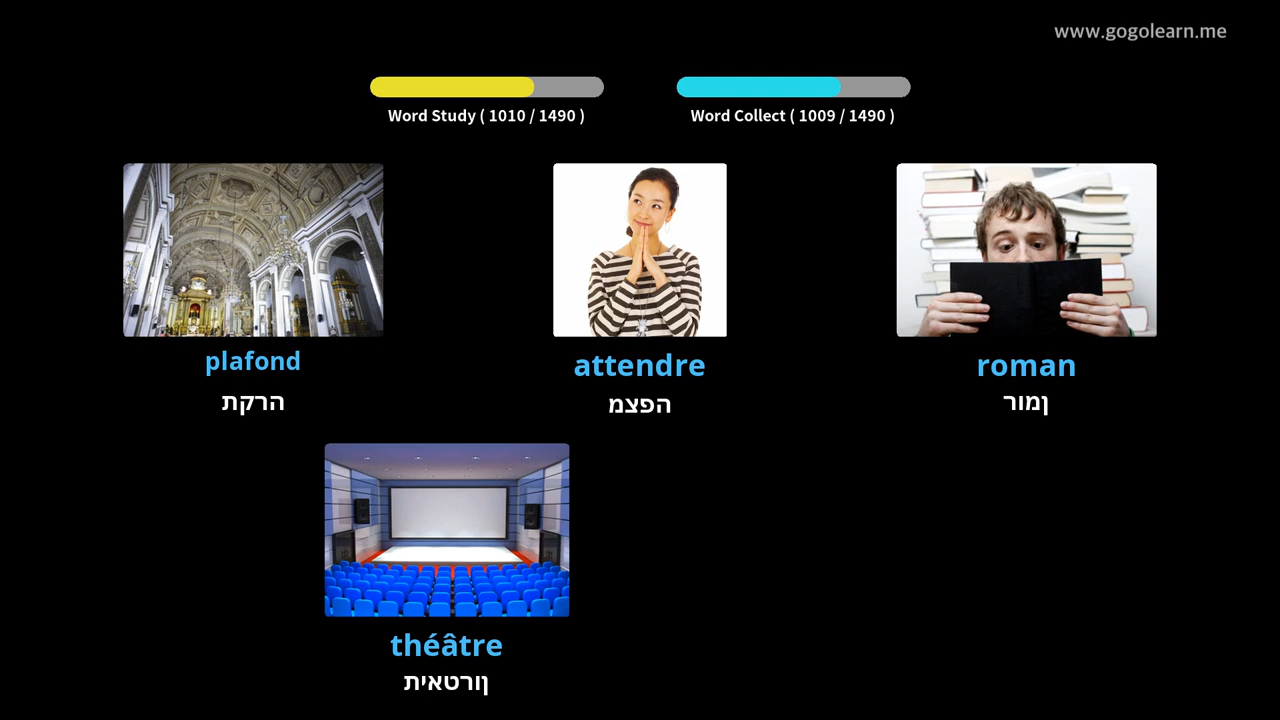 www.gogolearn.me
Word Study ( 1010 / 1490 )
Word Collect ( 1009 / 1490 )
plafond
הרקת
attendre
הפצמ
roman
ןמור
théâtre
ןורטאית